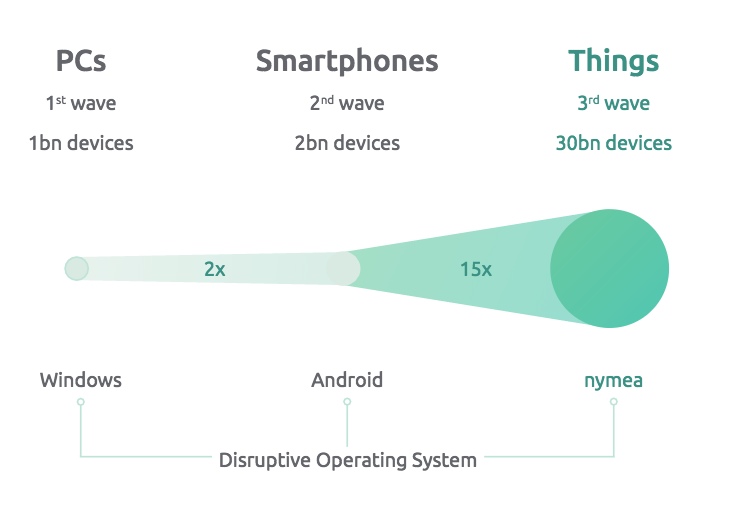 PCs
Smartphones
Things
1st wave
2nd wave
3rd wave
1bn devices
2bn devices
30bn devices
2x
15x
Windows
Android
nymea
Disruptive Operating System